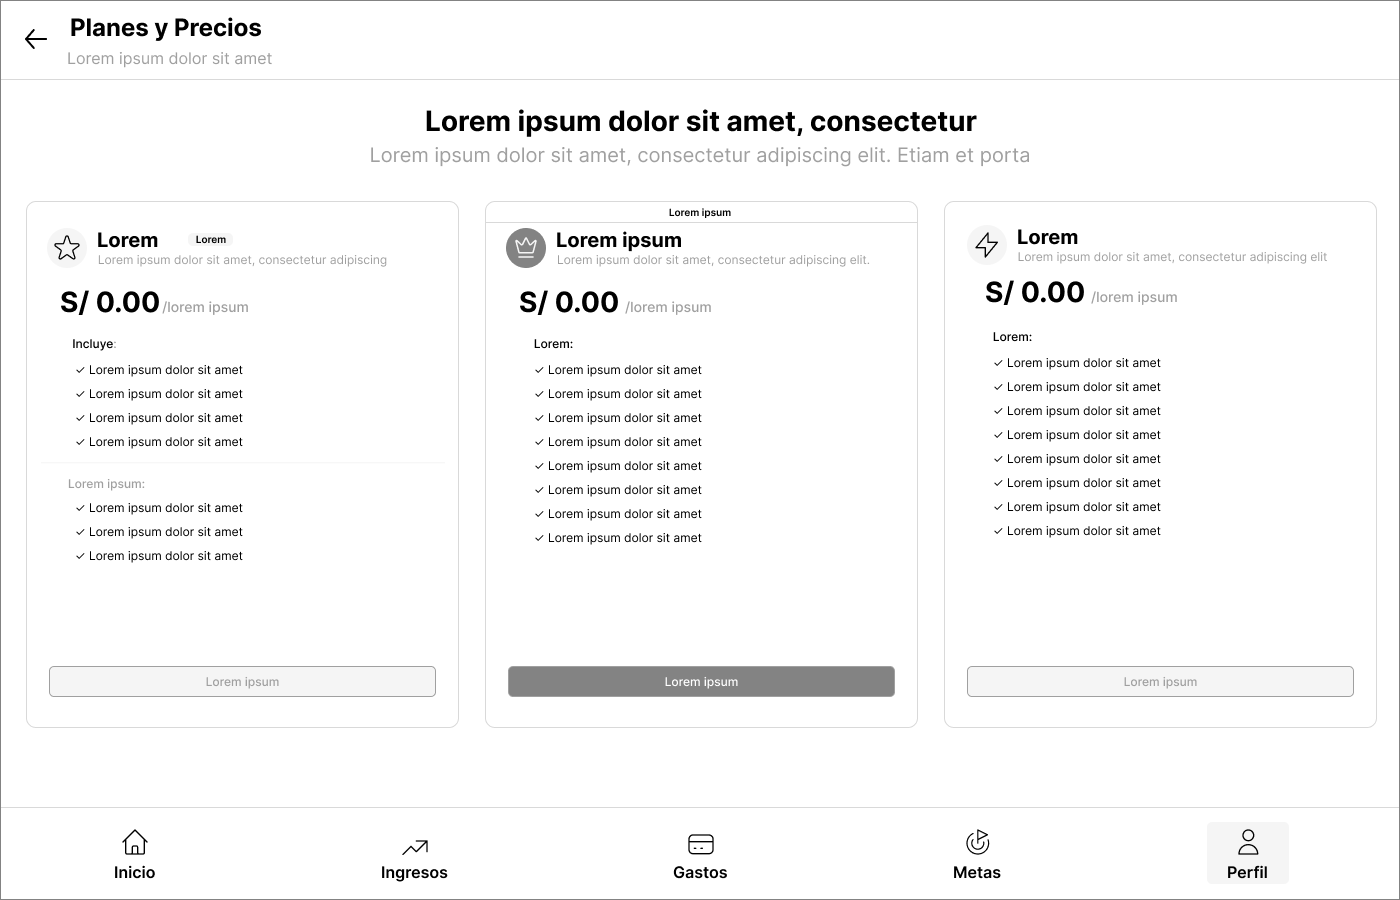 Planes y Precios
Lorem ipsum dolor sit amet
Lorem ipsum dolor sit amet, consectetur
Lorem ipsum dolor sit amet, consectetur adipiscing elit. Etiam et porta
Lorem
Lorem
Lorem ipsum dolor sit amet, consectetur adipiscing
S/ 0.00 /lorem ipsum
Incluye:
✓ Lorem ipsum dolor sit amet
✓ Lorem ipsum dolor sit amet
✓ Lorem ipsum dolor sit amet
✓ Lorem ipsum dolor sit amet
Lorem ipsum:
✓ Lorem ipsum dolor sit amet
✓ Lorem ipsum dolor sit amet
✓ Lorem ipsum dolor sit amet
Lorem ipsum
Lorem ipsum
Lorem ipsum
Lorem ipsum dolor sit amet, consectetur adipiscing elit.
S/ 0.00 /lorem ipsum
Lorem:
✓ Lorem ipsum dolor sit amet
✓ Lorem ipsum dolor sit amet
✓ Lorem ipsum dolor sit amet
✓ Lorem ipsum dolor sit amet
✓ Lorem ipsum dolor sit amet
✓ Lorem ipsum dolor sit amet
✓ Lorem ipsum dolor sit amet
✓ Lorem ipsum dolor sit amet
Lorem ipsum
Lorem
Lorem ipsum dolor sit amet, consectetur adipiscing elit
S/ 0.00 /lorem ipsum
Lorem:
✓ Lorem ipsum dolor sit amet
✓ Lorem ipsum dolor sit amet
✓ Lorem ipsum dolor sit amet
✓ Lorem ipsum dolor sit amet
✓ Lorem ipsum dolor sit amet
✓ Lorem ipsum dolor sit amet
✓ Lorem ipsum dolor sit amet
✓ Lorem ipsum dolor sit amet
Lorem ipsum
Inicio
Ingresos
Gastos
Metas
Perfil